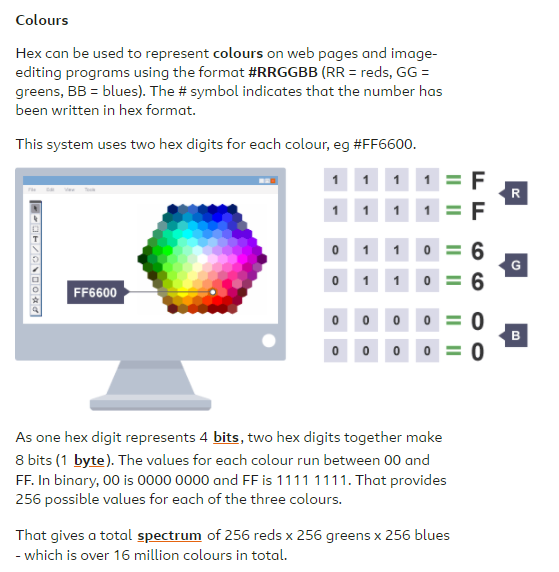 Colours
Hex can be used to represent colours on web pages and image-
editing programs using the format #RRGGBB (RR = reds, GG =
greens, BB = blues). The # symbol indicates that the number has
been written in hex format.
This system uses two hex digits for each colour, eg #FF6600.
File Edit View Tools
T
FF6600
1 1 1 1 = F
R
1 1 1 1 = F
0 1 1 0 = 6
G
0 1 1 0 = 6
0 0 0 0 = 0
B
0 0 0 0 = 0
As one hex digit represents 4 bits, two hex digits together make
8 bits (1 byte). The values for each colour run between 00 and
FF. In binary, 00 is 0000 0000 and FF is 1111 1111. That provides
256 possible values for each of the three colours.
That gives a total spectrum of 256 reds x 256 greens x 256 blues
- which is over 16 million colours in total.